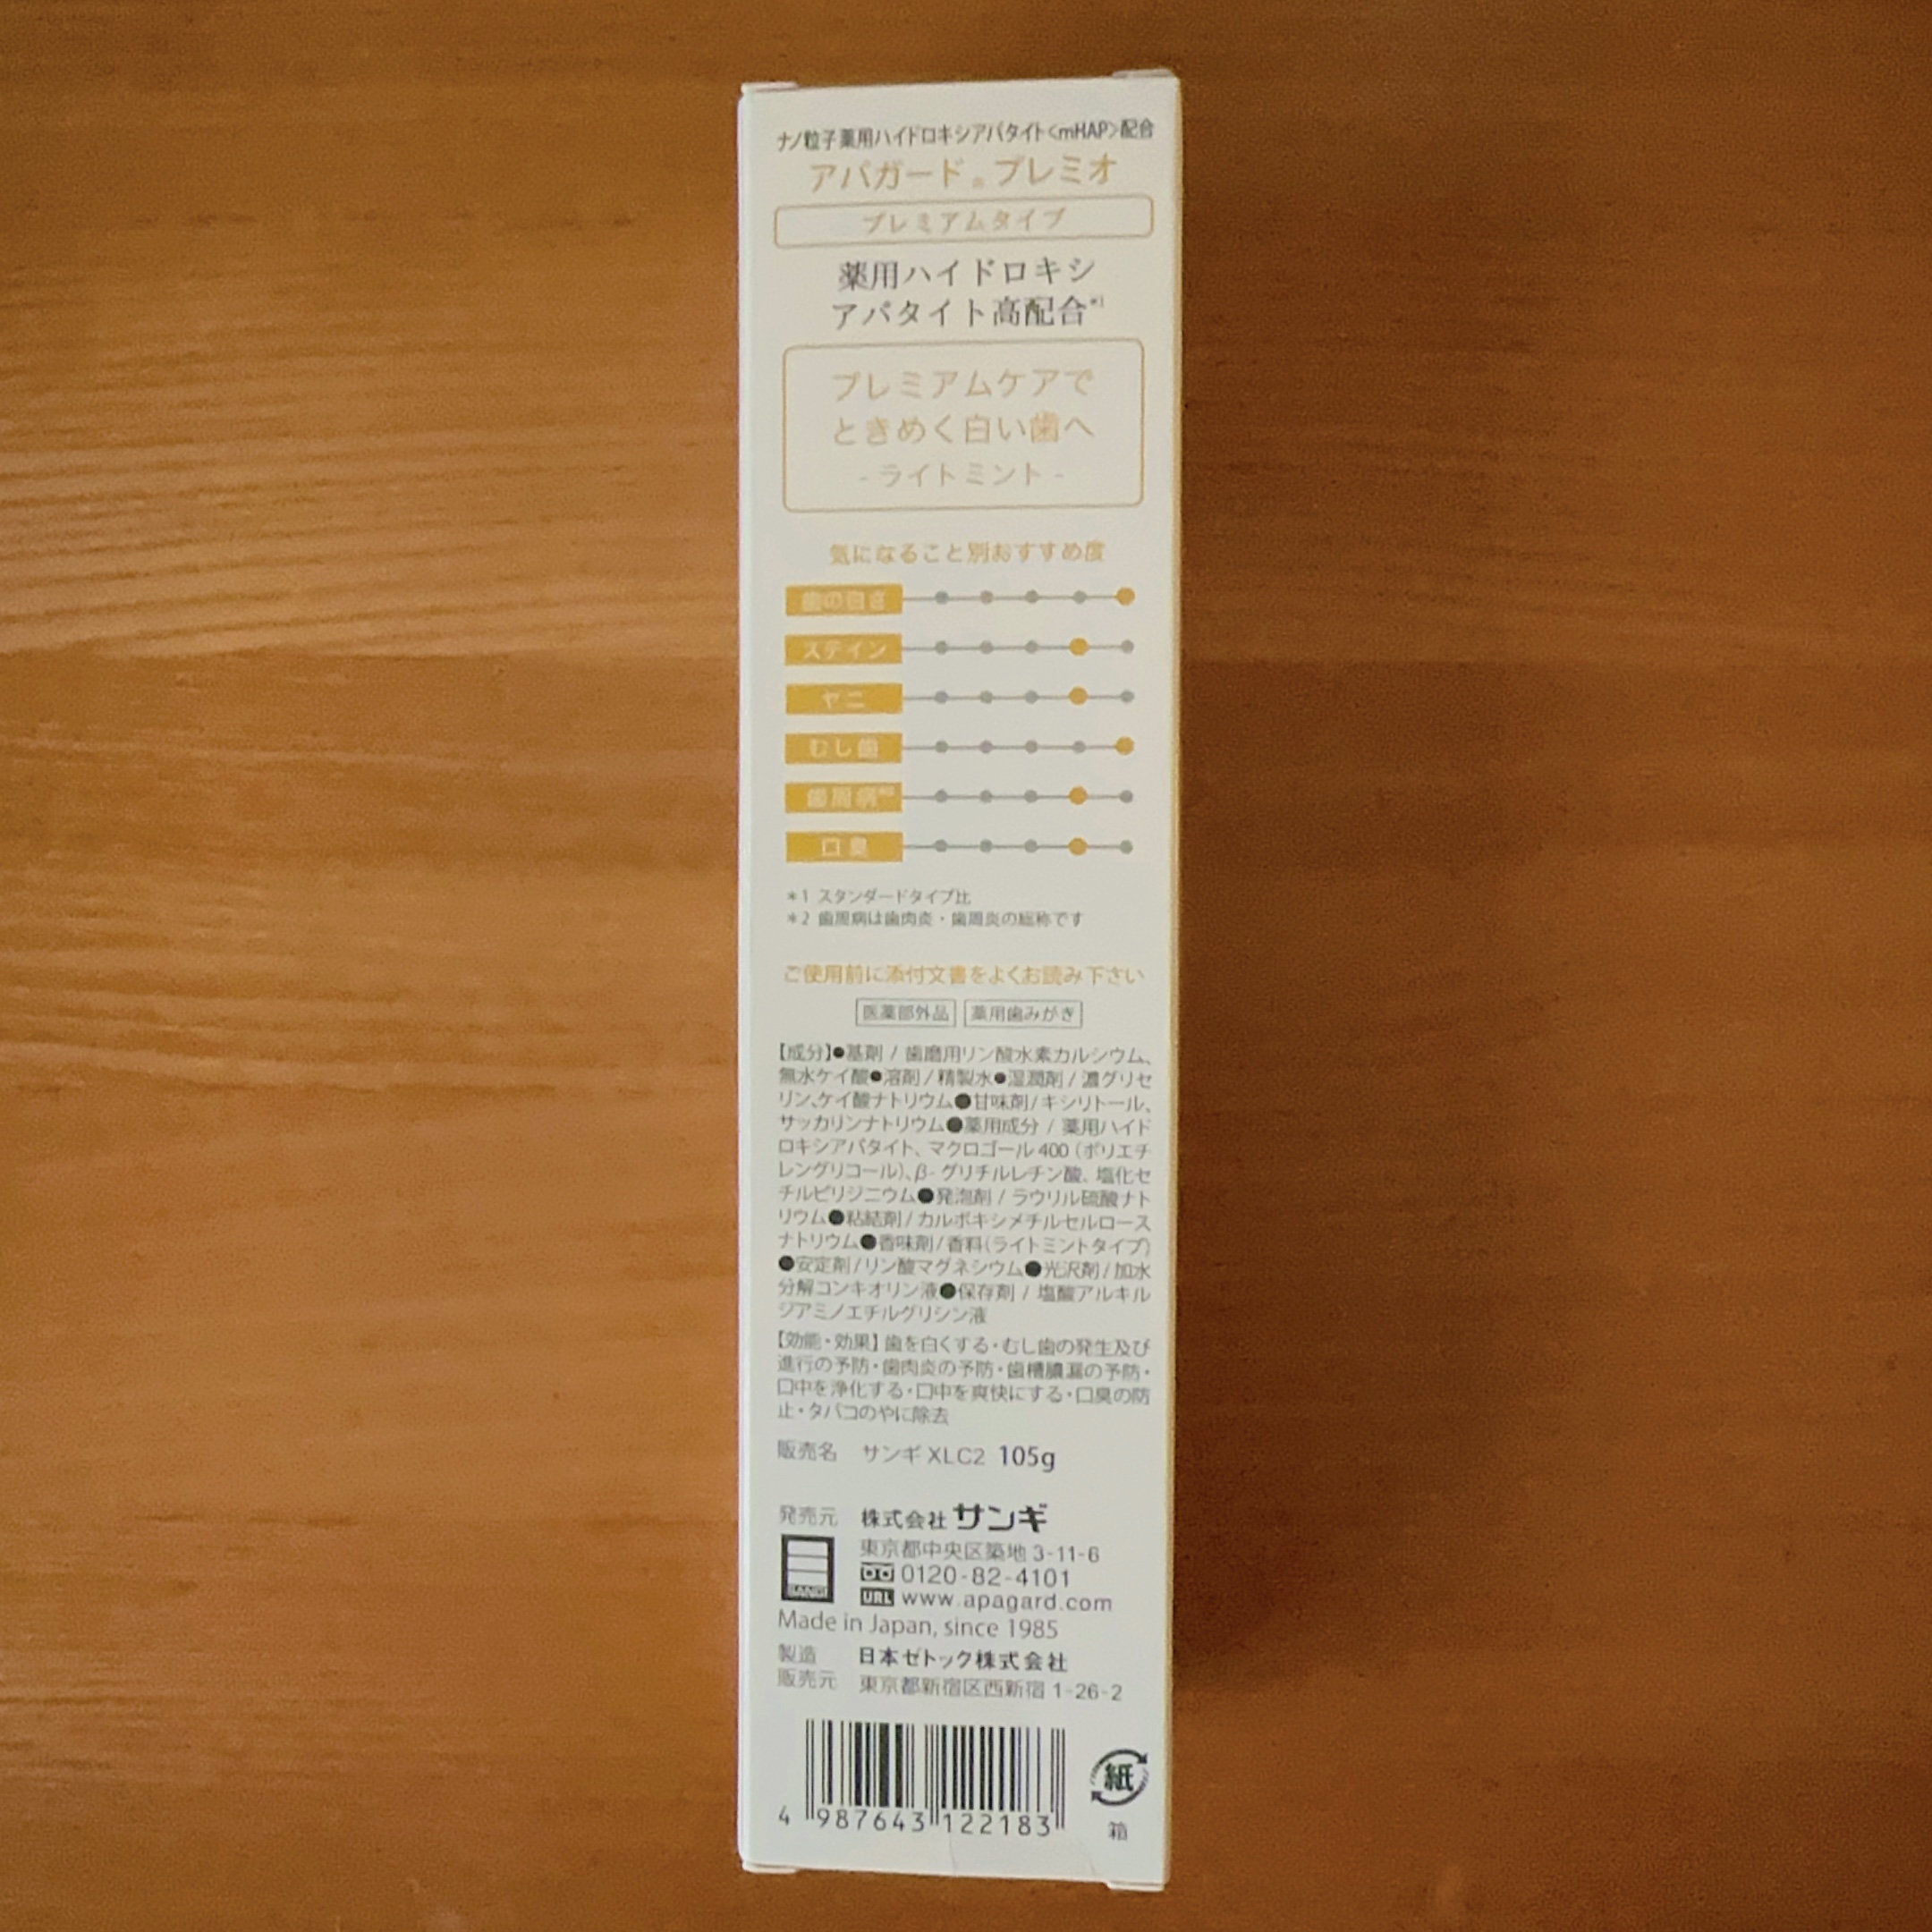 ナノ粒子薬用ハイドロキシアパタイト<mHAP>配合
アパガード®プレミオ
プレミアムタイプ
薬用ハイドロキシ
アパタイト高配合*1
プレミアムケアで
ときめく白い歯へ
- ライトミント -
気になること別おすすめ度
歯の白さ
ステイン
ヤニ
むし歯
歯周病*2
口臭
*1 スタンダードタイプ比
*2 歯周病は歯肉炎・歯周炎の総称です
ご使用前に添付文書をよくお読み下さい
医薬部外品 薬用歯みがき
【成分】●基剤 / 歯磨用リン酸水素カルシウム、
無水ケイ酸●溶剤 / 精製水●湿潤剤 / 濃グリセ
リン、ケイ酸ナトリウム●甘味剤 / キシリトール、
サッカリンナトリウム●薬用成分 / 薬用ハイド
ロキシアパタイト、マクロゴール400（ポリエチ
レングリコール）、β-グリチルレチン酸、塩化セ
チルピリジニウム●発泡剤 / ラウリル硫酸ナト
リウム●粘結剤 / カルボキシメチルセルロース
ナトリウム●香味剤 / 香料（ライトミントタイプ）
●安定剤 / リン酸マグネシウム●光沢剤 / 加水
分解コンキオリン液●保存剤 / 塩酸アルキル
ジアミノエチルグリシン液
【効能・効果】歯を白くする・むし歯の発生及び
進行の予防・歯肉炎の予防・歯槽膿漏の予防・
口中を浄化する・口中を爽快にする・口臭の防
止・タバコのやに除去
販売名 サンギ XLC2 105g
発売元 株式会社 サンギ
東京都中央区築地 3-11-6
0120-82-4101
SANGI
URL www.apagard.com
Made in Japan, since 1985
製造 日本ゼトック株式会社
販売元 東京都新宿区西新宿 1-26-2
4 987643 122183
紙
箱